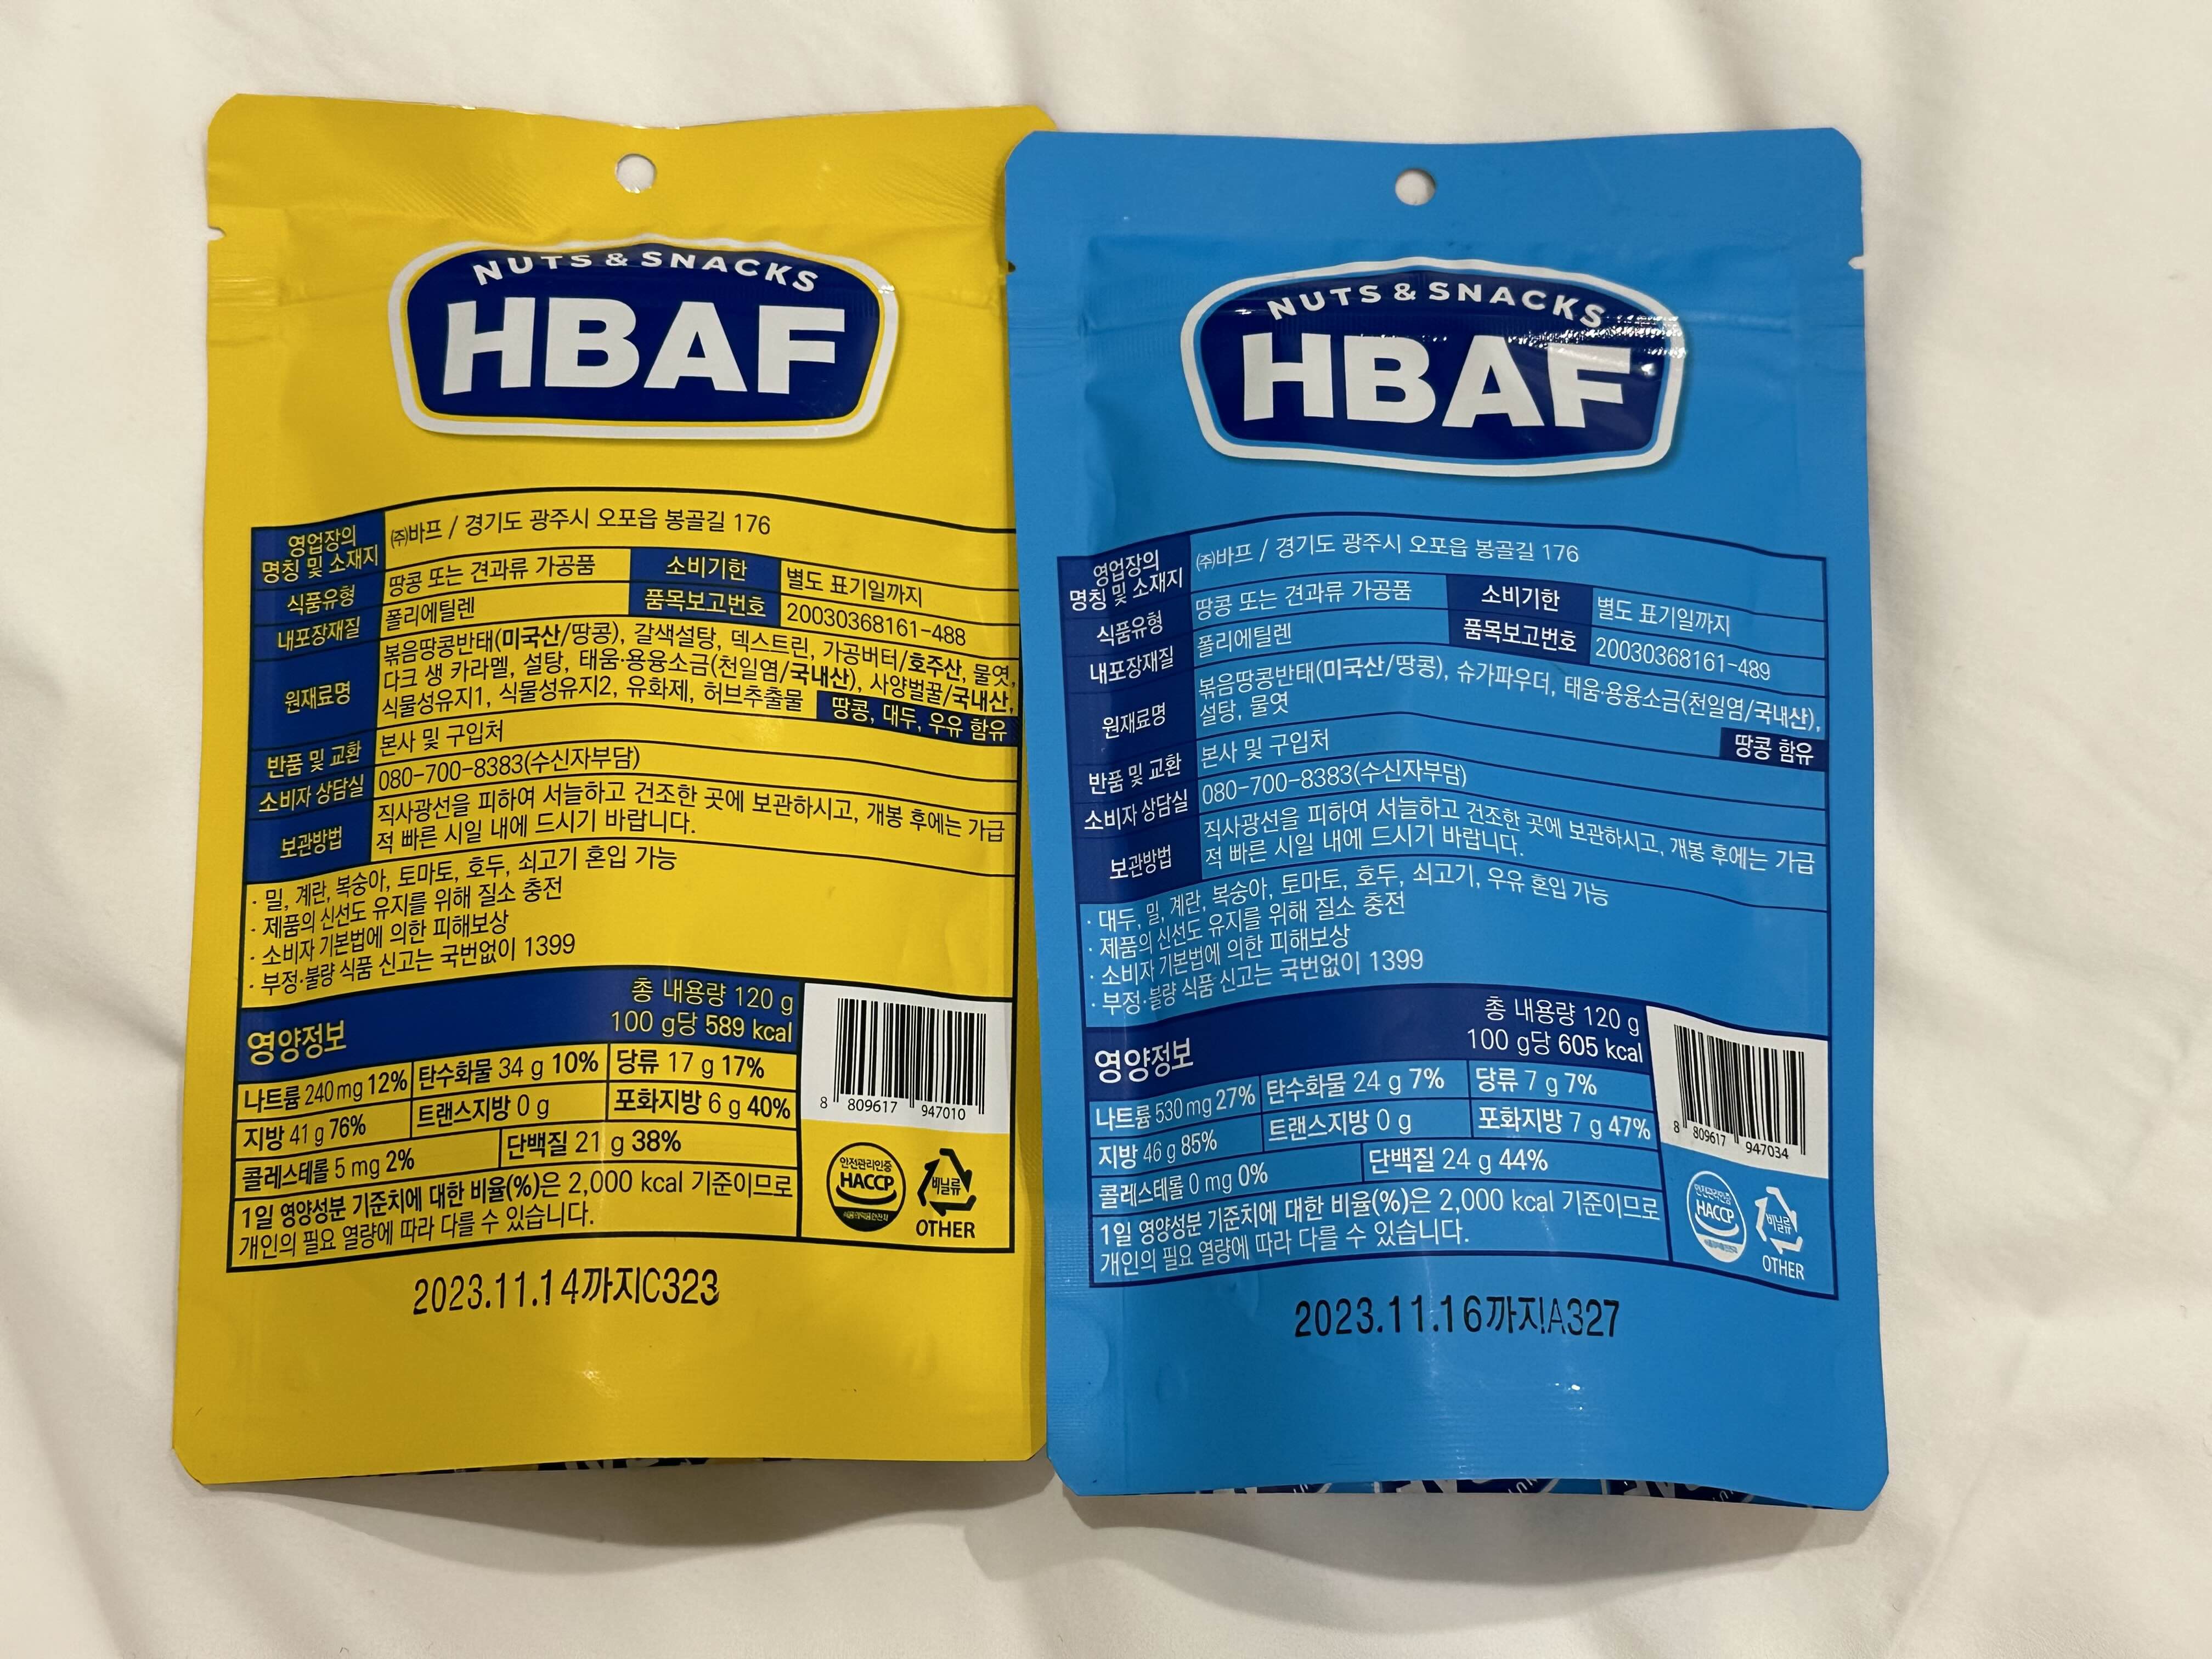 NUTS & SNACKS
HBAF
영업장의
명칭 및 소재지
㈜바프 / 경기도 광주시 오포읍 봉골길 176
식품유형
땅콩 또는 견과류 가공품
소비기한
별도 표기일까지
내포장재질
폴리에틸렌
품목보고번호
20030368161-488
원재료명
볶음땅콩반태(미국산/땅콩), 갈색설탕, 덱스트린, 가공버터/호주산, 물엿,
다크 생 카라멜, 설탕, 태움·용융소금(천일염/국내산), 사양벌꿀/국내산,
식물성유지1, 식물성유지2, 유화제, 허브추출물
땅콩, 대두, 우유 함유
반품 및 교환
본사 및 구입처
소비자 상담실
080-700-8383(수신자부담)
보관방법
직사광선을 피하여 서늘하고 건조한 곳에 보관하시고, 개봉 후에는 가급
적 빠른 시일 내에 드시기 바랍니다.
· 밀, 계란, 복숭아, 토마토, 호두, 쇠고기 혼입 가능
· 제품의 신선도 유지를 위해 질소 충전
· 소비자 기본법에 의한 피해보상
· 부정·불량 식품 신고는 국번없이 1399
영양정보
총 내용량 120 g
100 g당 589 kcal
나트륨 240 mg 12% 탄수화물 34 g 10% 당류 17 g 17%
지방 41 g 76% 트랜스지방 0 g 포화지방 6 g 40%
콜레스테롤 5 mg 2% 단백질 21 g 38%
1일 영양성분 기준치에 대한 비율(%)은 2,000 kcal 기준이므로
개인의 필요 열량에 따라 다를 수 있습니다.
8 809617 947010
안전관리인증
HACCP
비닐류
OTHER
2023.11.14까지C323
NUTS & SNACKS
HBAF
영업장의
명칭 및 소재지
㈜바프 / 경기도 광주시 오포읍 봉골길 176
식품유형
땅콩 또는 견과류 가공품
소비기한
별도 표기일까지
내포장재질
폴리에틸렌
품목보고번호
20030368161-489
원재료명
볶음땅콩반태(미국산/땅콩), 슈가파우더, 태움·용융소금(천일염/국내산),
설탕, 물엿
땅콩 함유
반품 및 교환
본사 및 구입처
소비자 상담실
080-700-8383(수신자부담)
보관방법
직사광선을 피하여 서늘하고 건조한 곳에 보관하시고, 개봉 후에는 가급
적 빠른 시일 내에 드시기 바랍니다.
· 대두, 밀, 계란, 복숭아, 토마토, 호두, 쇠고기, 우유 혼입 가능
· 제품의 신선도 유지를 위해 질소 충전
· 소비자 기본법에 의한 피해보상
· 부정·불량 식품 신고는 국번없이 1399
영양정보
총 내용량 120 g
100 g당 605 kcal
나트륨 530 mg 27% 탄수화물 24 g 7% 당류 7 g 7%
지방 46 g 85% 트랜스지방 0 g 포화지방 7 g 47%
콜레스테롤 0 mg 0% 단백질 24 g 44%
1일 영양성분 기준치에 대한 비율(%)은 2,000 kcal 기준이므로
개인의 필요 열량에 따라 다를 수 있습니다.
8 809617 947034
안전관리인증
HACCP
비닐류
OTHER
2023.11.16까지A327